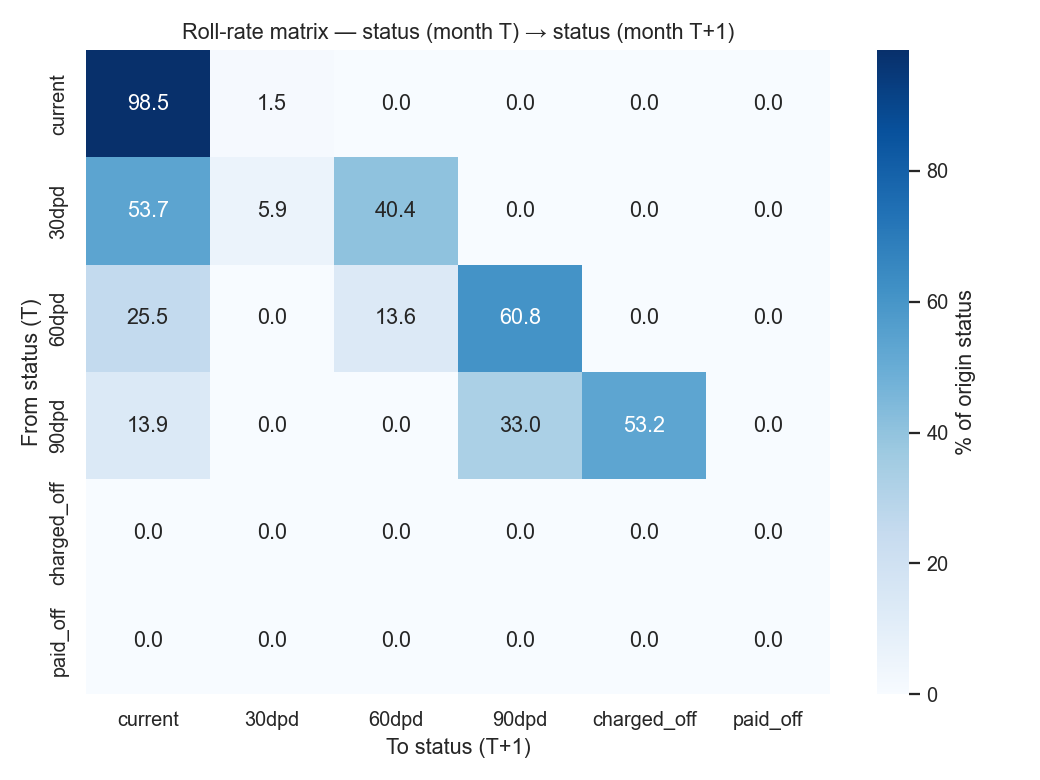 Roll-rate matrix — status (month T) → status (month T+1)
From status (T)
current 98.5 1.5 0.0 0.0 0.0 0.0
30dpd 53.7 5.9 40.4 0.0 0.0 0.0
60dpd 25.5 0.0 13.6 60.8 0.0 0.0
90dpd 13.9 0.0 0.0 33.0 53.2 0.0
charged_off 0.0 0.0 0.0 0.0 0.0 0.0
paid_off 0.0 0.0 0.0 0.0 0.0 0.0
current 30dpd 60dpd 90dpd charged_off paid_off
To status (T+1)
80
60
40
20
0
% of origin status